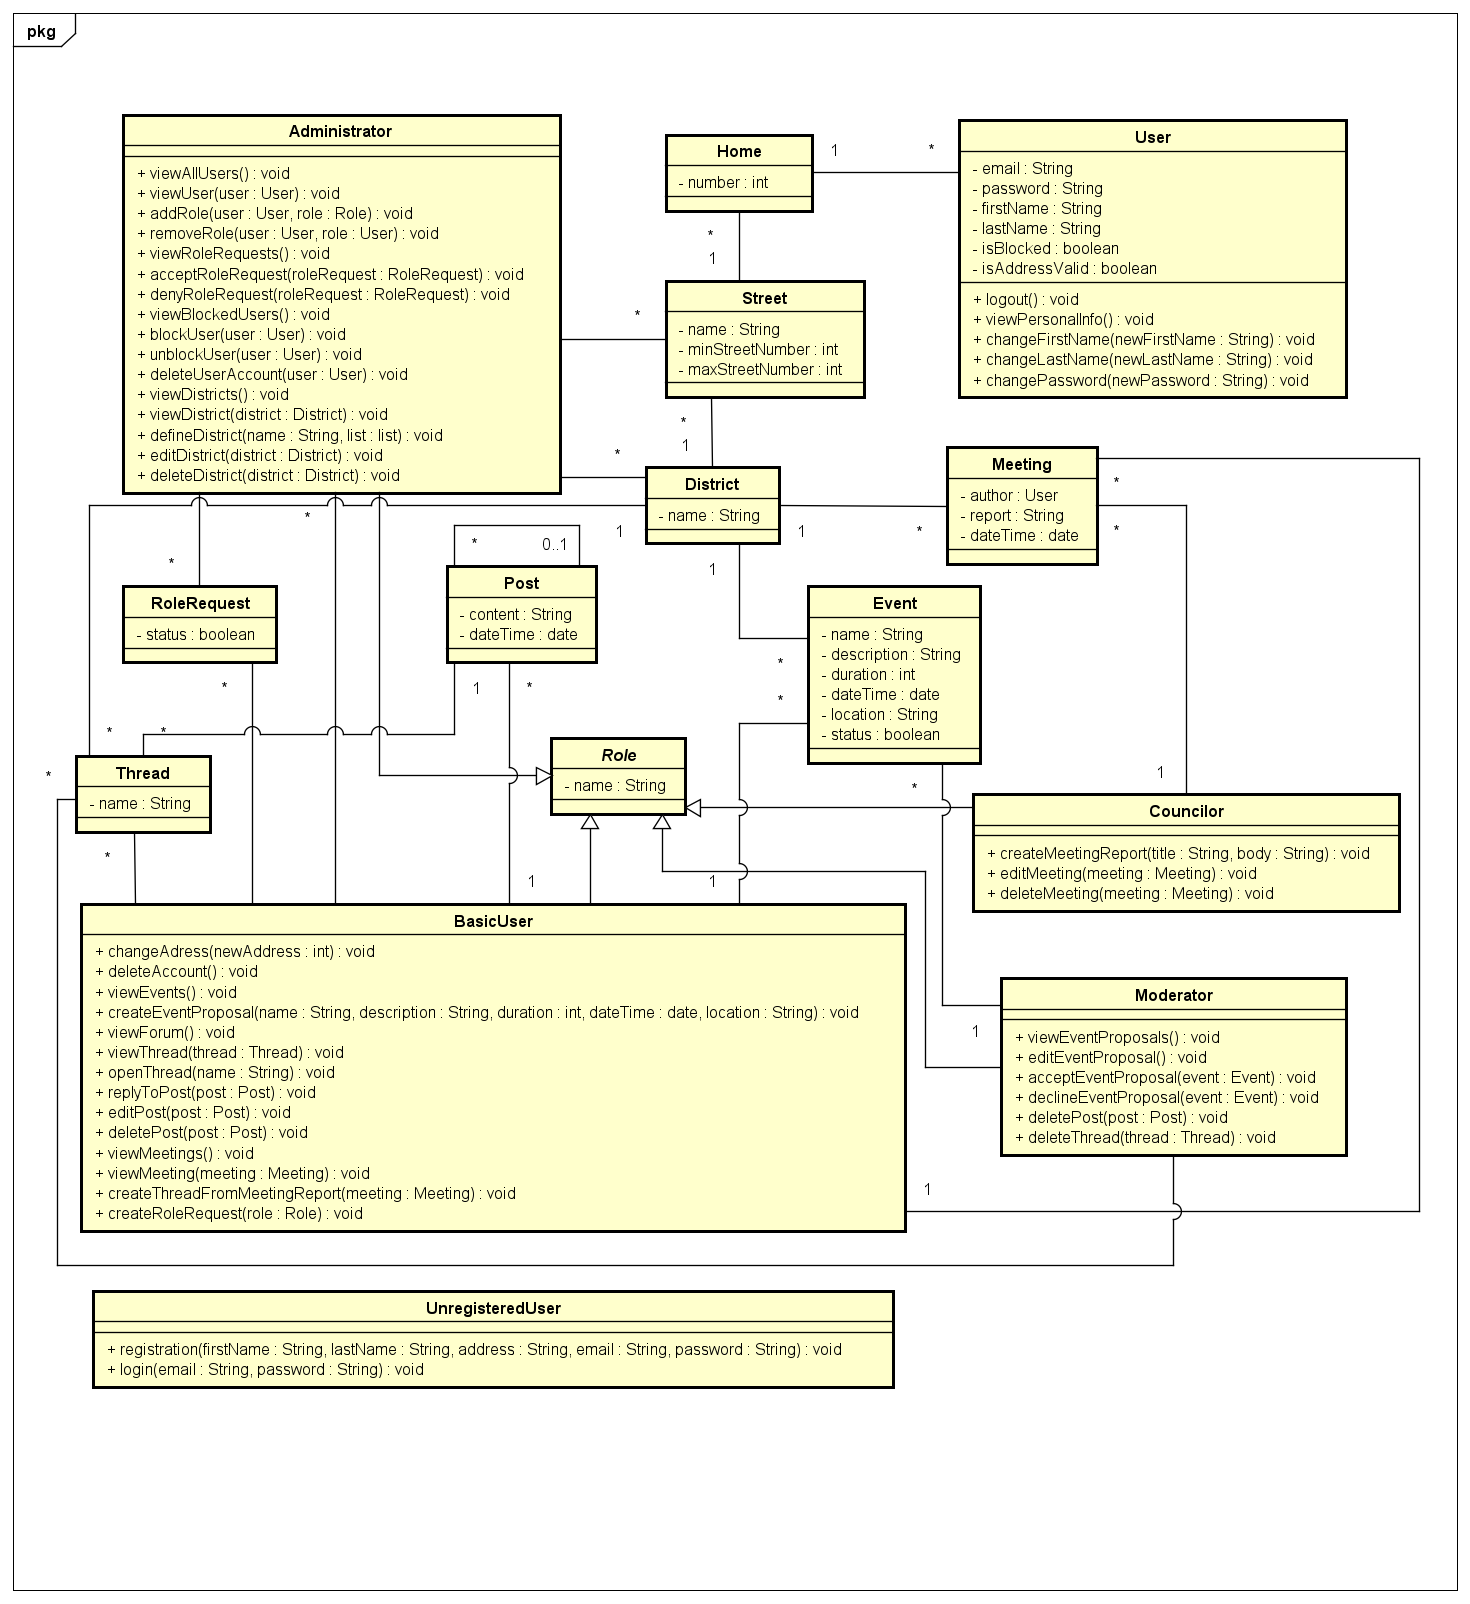 pkg
Administrator
+ viewAllUsers() : void
+ viewUser(user : User) : void
+ addRole(user : User, role : Role) : void
+ removeRole(user : User, role : User) : void
+ viewRoleRequests() : void
+ acceptRoleRequest(roleRequest : RoleRequest) : void
+ denyRoleRequest(roleRequest : RoleRequest) : void
+ viewBlockedUsers() : void
+ blockUser(user : User) : void
+ unblockUser(user : User) : void
+ deleteUserAccount(user : User) : void
+ viewDistricts() : void
+ viewDistrict(district : District) : void
+ defineDistrict(name : String, list : list) : void
+ editDistrict(district : District) : void
+ deleteDistrict(district : District) : void
Home
- number : int
1
*
User
- email : String
- password : String
- firstName : String
- lastName : String
- isBlocked : boolean
- isAddressValid : boolean
+ logout() : void
+ viewPersonalInfo() : void
+ changeFirstName(newFirstName : String) : void
+ changeLastName(newLastName : String) : void
+ changePassword(newPassword : String) : void
*
1
Street
- name : String
- minStreetNumber : int
- maxStreetNumber : int
*
*
1
*
District
- name : String
1
1
*
1
Meeting
- author : User
- report : String
- dateTime : date
*
*
*
*
RoleRequest
- status : boolean
*
*
0..1
Post
- content : String
- dateTime : date
1
*
Event
- name : String
- description : String
- duration : int
- dateTime : date
- location : String
- status : boolean
*
*
*
*
*
*
Thread
- name : String
*
Role
- name : String
1
*
1
1
Councilor
+ createMeetingReport(title : String, body : String) : void
+ editMeeting(meeting : Meeting) : void
+ deleteMeeting(meeting : Meeting) : void
BasicUser
+ changeAdress(newAddress : int) : void
+ deleteAccount() : void
+ viewEvents() : void
+ createEventProposal(name : String, description : String, duration : int, dateTime : date, location : String) : void
+ viewForum() : void
+ viewThread(thread : Thread) : void
+ openThread(name : String) : void
+ replyToPost(post : Post) : void
+ editPost(post : Post) : void
+ deletePost(post : Post) : void
+ viewMeetings() : void
+ viewMeeting(meeting : Meeting) : void
+ createThreadFromMeetingReport(meeting : Meeting) : void
+ createRoleRequest(role : Role) : void
1
1
Moderator
+ viewEventProposals() : void
+ editEventProposal() : void
+ acceptEventProposal(event : Event) : void
+ declineEventProposal(event : Event) : void
+ deletePost(post : Post) : void
+ deleteThread(thread : Thread) : void
UnregisteredUser
+ registration(firstName : String, lastName : String, address : String, email : String, password : String) : void
+ login(email : String, password : String) : void